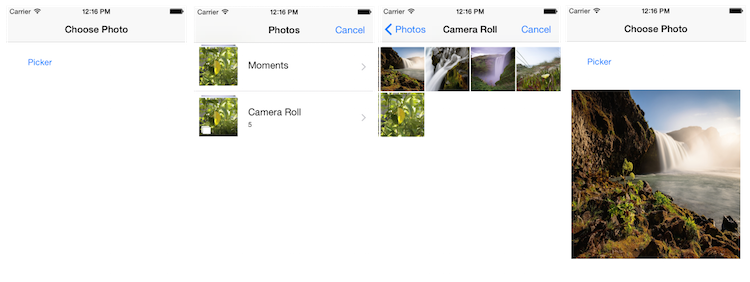 Carrier 12:16 PM
Choose Photo
Picker
Carrier 12:16 PM
Photos Cancel
Moments
Camera Roll
5
Carrier 12:16 PM
Photos Camera Roll Cancel
Carrier 12:16 PM
Choose Photo
Picker